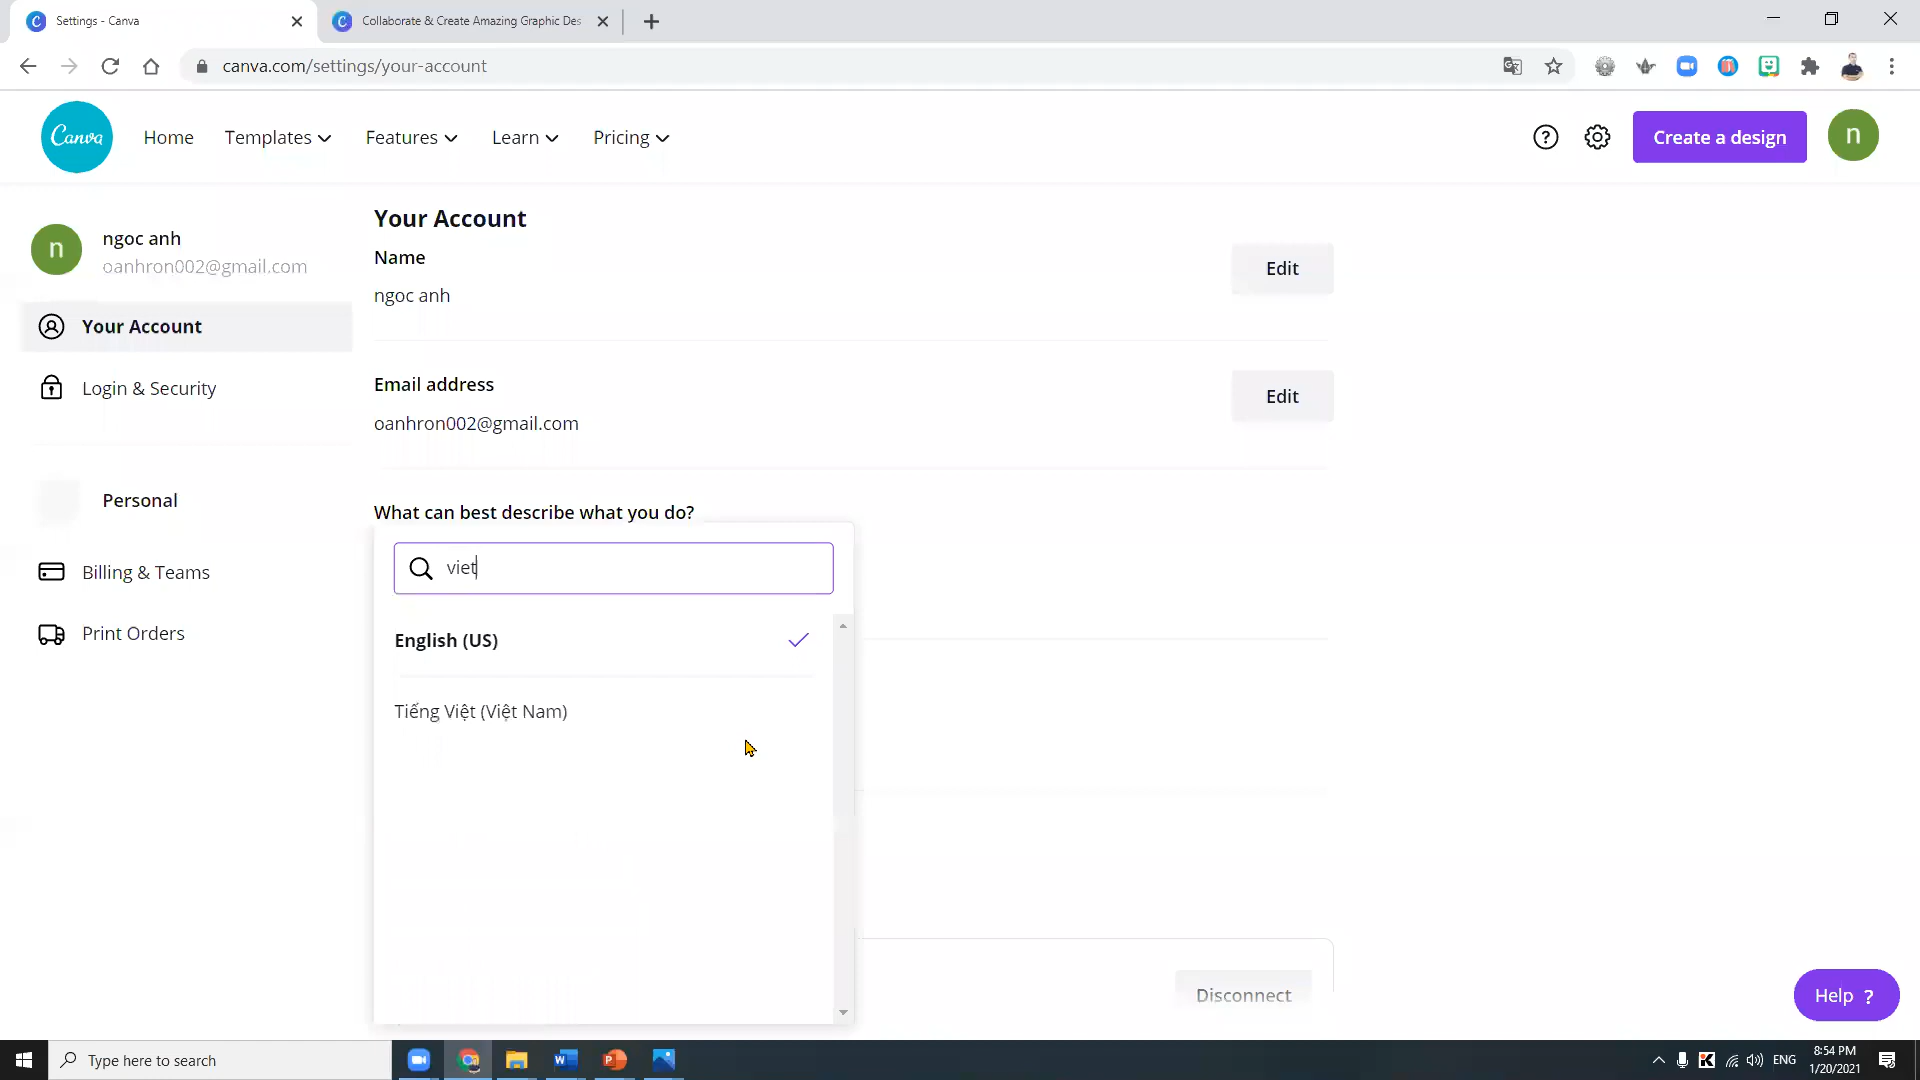 Settings - Canva
Collaborate & Create Amazing Graphic Des
canva.com/settings/your-account
Canva
Home
Templates
Features
Learn
Pricing
Create a design
n
n
ngoc anh
oanhron002@gmail.com
Your Account
Login & Security
Personal
Billing & Teams
Print Orders
Your Account
Name
ngoc anh
Edit
Email address
oanhron002@gmail.com
Edit
What can best describe what you do?
viet
English (US)
Tiếng Việt (Việt Nam)
Disconnect
Help ?
Type here to search
ENG
8:54 PM
1/20/2021